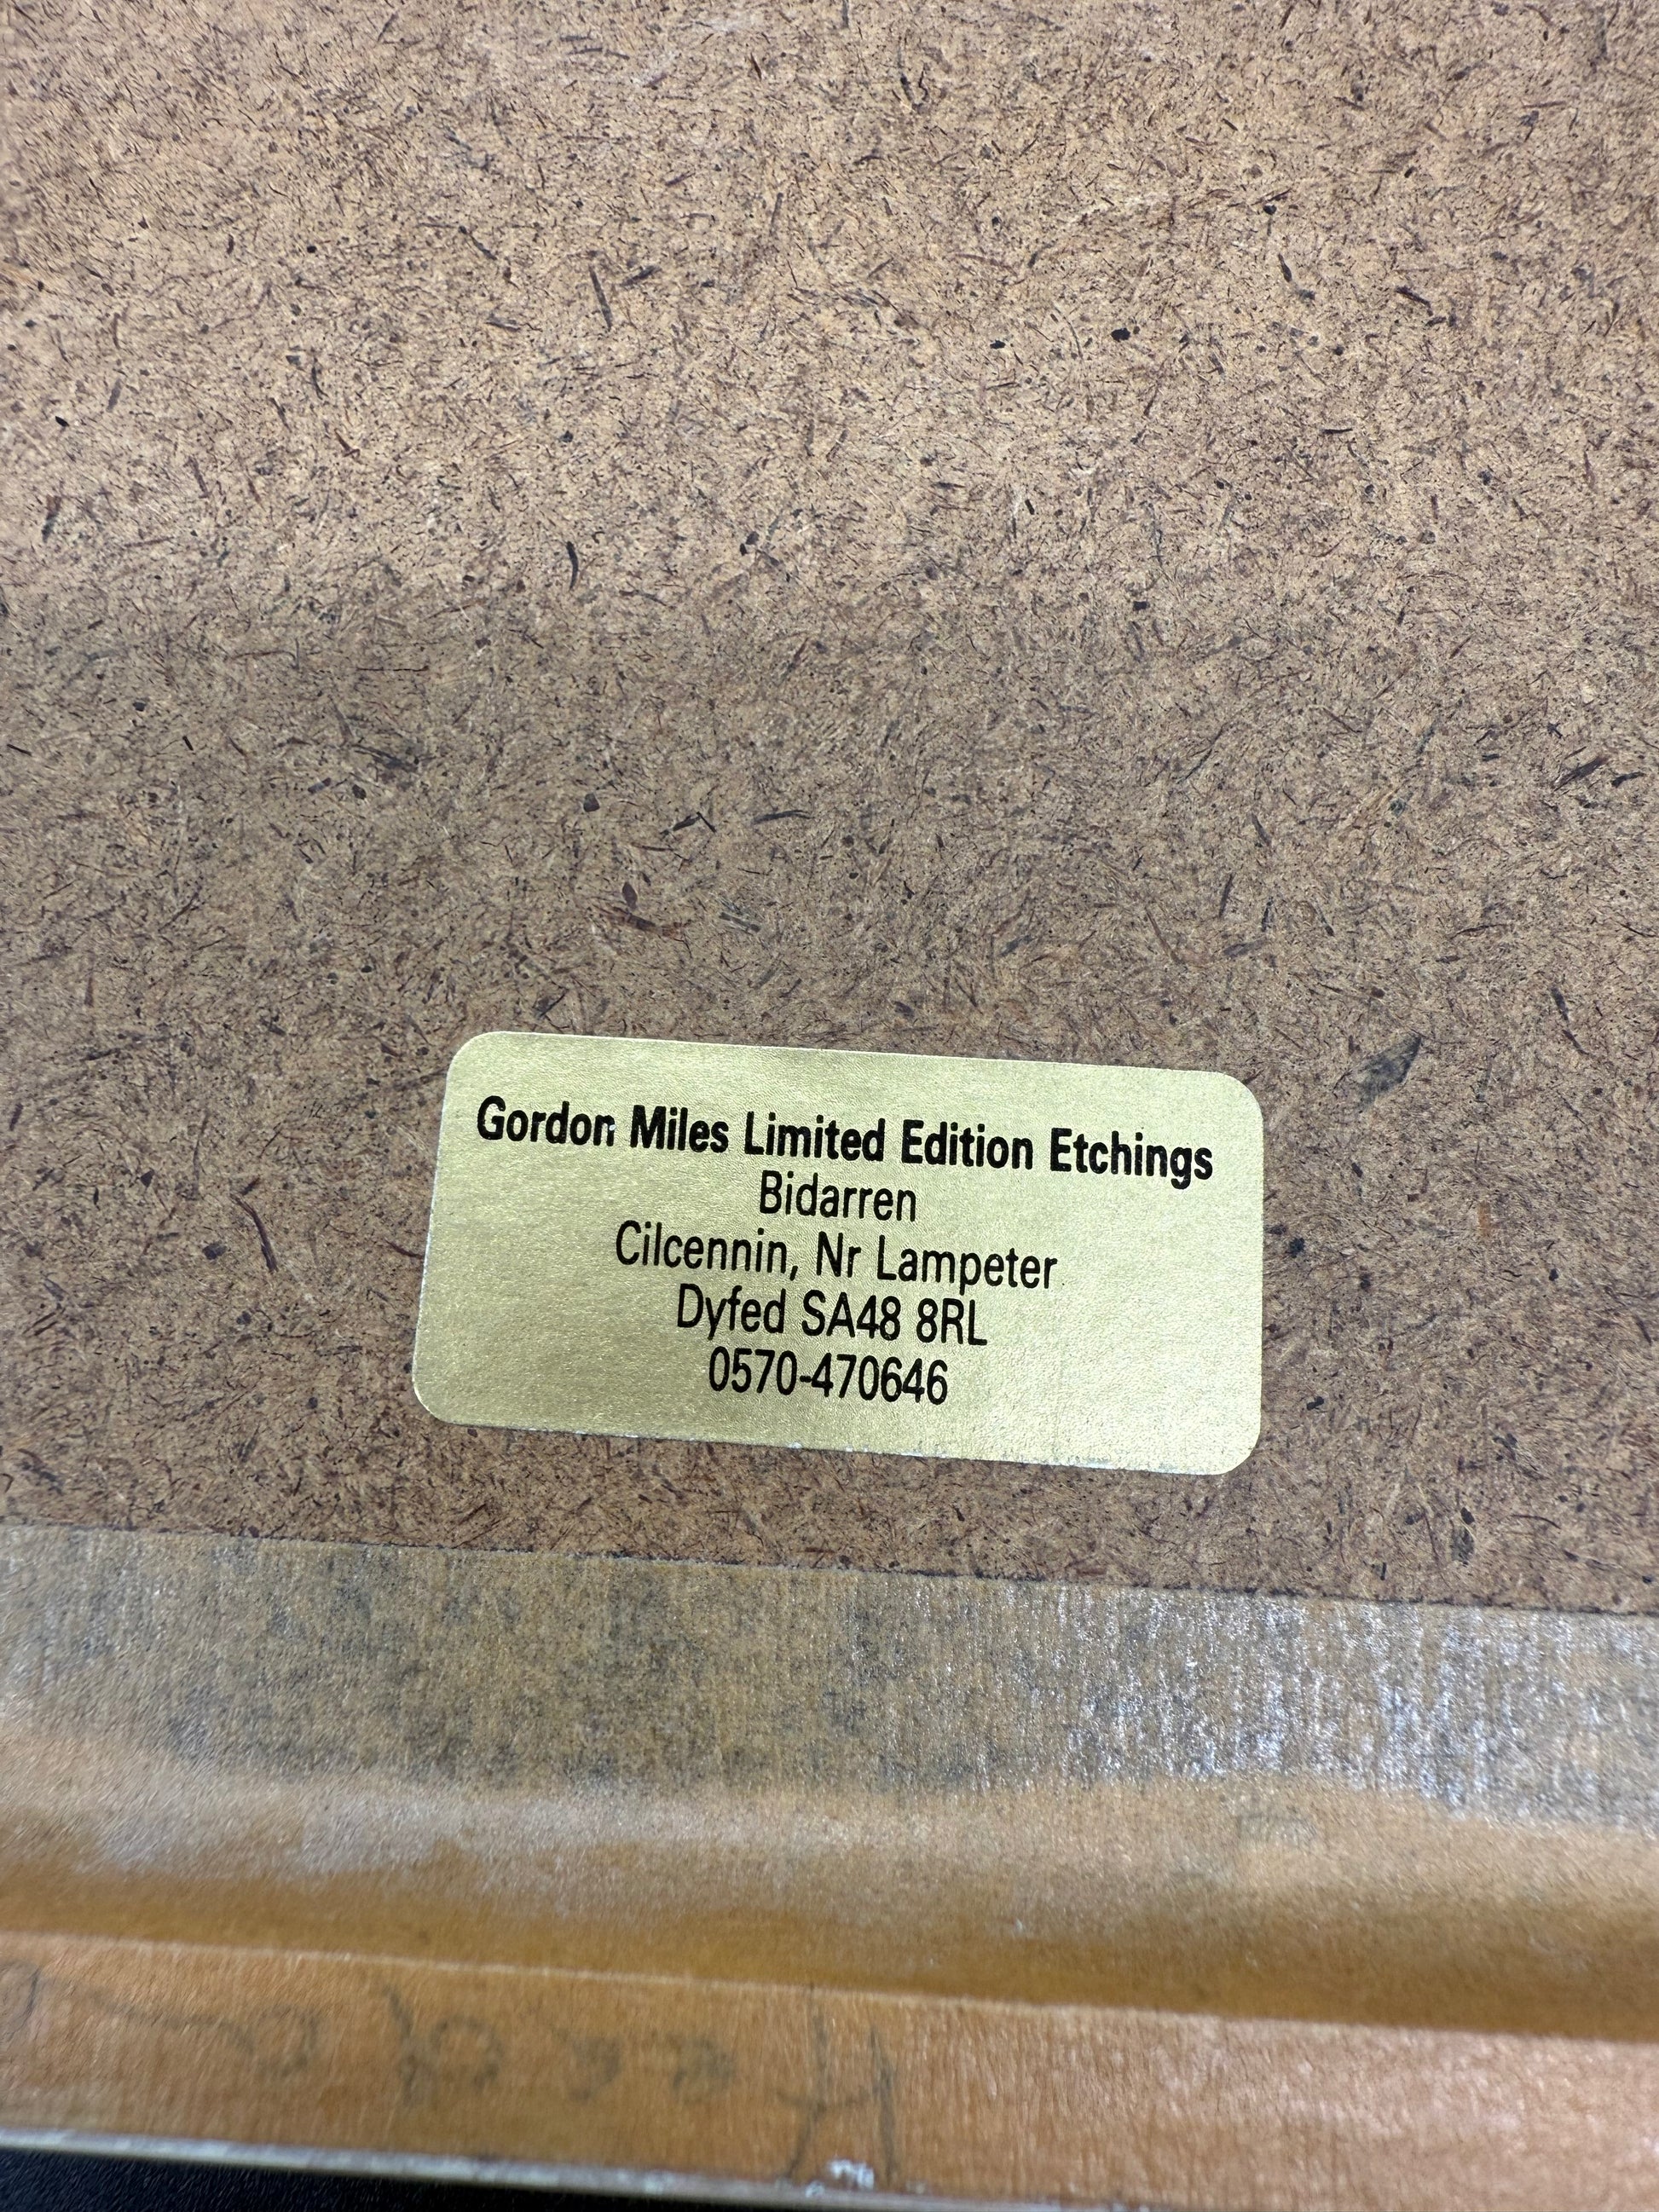 Gordon Miles Limited Edition Etchings
Bidarren
Cilcennin, Nr Lampeter
Dyfed SA48 8RL
0570-470646